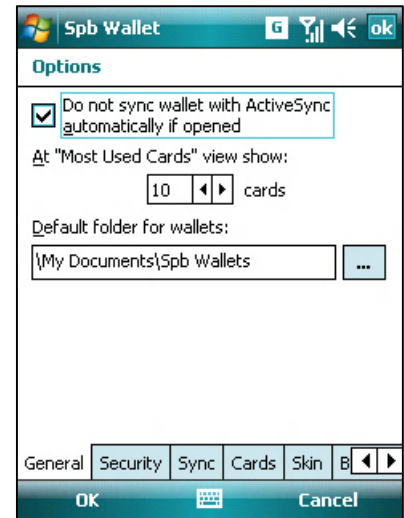 Spb Wallet G ok
Options
Do not sync wallet with ActiveSync
automatically if opened
At "Most Used Cards" view show:
10 cards
Default folder for wallets:
\My Documents\Spb Wallets ...
General Security Sync Cards Skin B
OK Cancel